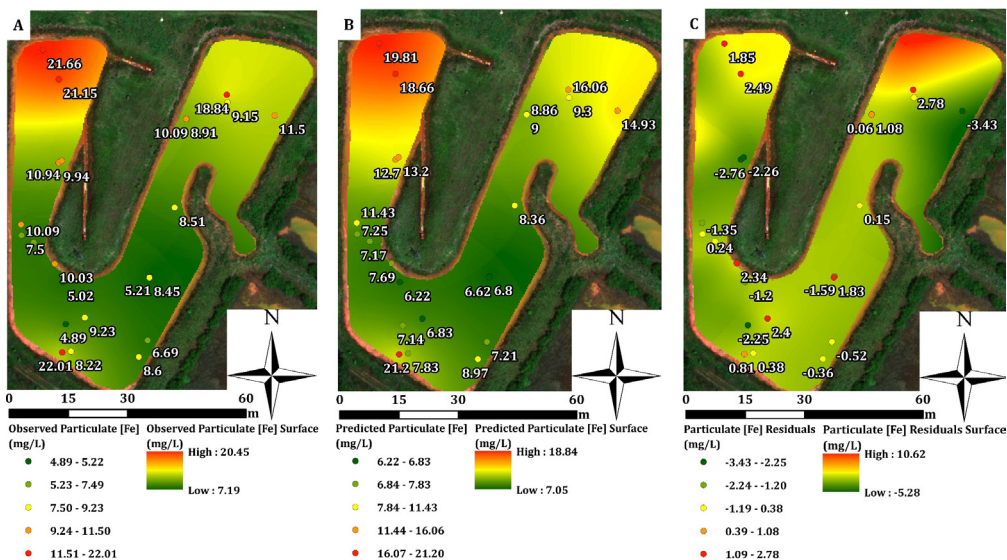 A
21.66
21.15
18.84
9.15
10.09 8.91
11.5
10.94 9.94
10.09
7.5
8.51
10.03
5.02
5.21 8.45
9.23
4.89
6.69
22.01 8.22
8.6
N
0 15 30 60
m
Observed Particulate [Fe]
(mg/L)
4.89 - 5.22
5.23 - 7.49
7.50 - 9.23
9.24 - 11.50
11.51 - 22.01
Observed Particulate [Fe] Surface
(mg/L)
High : 20.45
Low : 7.19
B
19.81
18.66
16.06
8.86 9.3
9
14.93
12.7 13.2
11.43
7.25
7.17
8.36
7.69
6.22
6.62 6.8
6.83
7.14
7.21
21.2 7.83
8.97
N
0 15 30 60
m
Predicted Particulate [Fe]
(mg/L)
6.22 - 6.83
6.84 - 7.83
7.84 - 11.43
11.44 - 16.06
16.07 - 21.20
Predicted Particulate [Fe] Surface
(mg/L)
High : 18.84
Low : 7.05
C
1.85
2.49
2.78
0.06 1.08
-3.43
-2.76 -2.26
-1.35
0.24
0.15
2.34
-1.2
-1.59 1.83
2.4
-2.25
-0.52
0.81 0.38
-0.36
N
0 15 30 60
m
Particulate [Fe] Residuals
(mg/L)
-3.43 - -2.25
-2.24 - -1.20
-1.19 - 0.38
0.39 - 1.08
1.09 - 2.78
Particulate [Fe] Residuals Surface
(mg/L)
High : 10.62
Low : -5.28